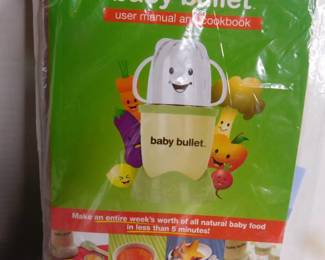 baby bullet
user manual and cookbook
baby bullet
Make an entire week's worth of all natural baby food
in less than 5 minutes!